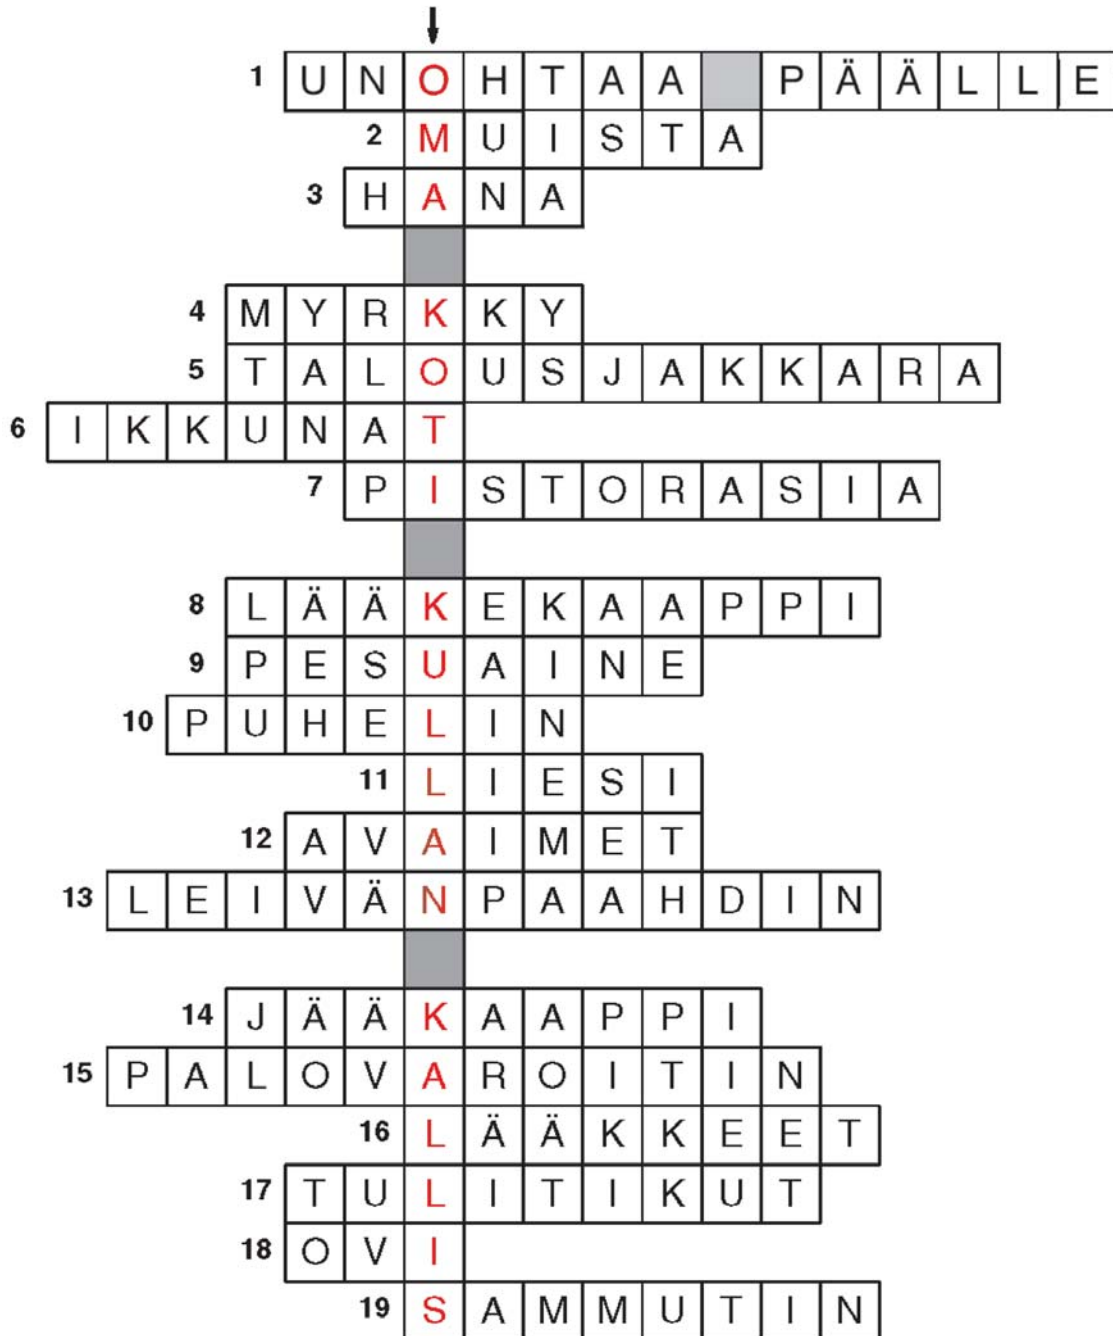 1 UNOHTAA PÄÄLLE
2 MUISTA
3 HANA
4 MYRKKY
5 TALOUSJAKKARA
6 IKKUNAT
7 PISTORASIA
8 LÄÄKEKAAPPI
9 PESUAINE
10 PUHELIN
11 LIESI
12 AVAIMET
13 LEIVÄNPAAHDIN
14 JÄÄKAAPPI
15 PALOVAROITIN
16 LÄÄKKEET
17 TULITIKUT
18 OVI
19 SAMMUTIN